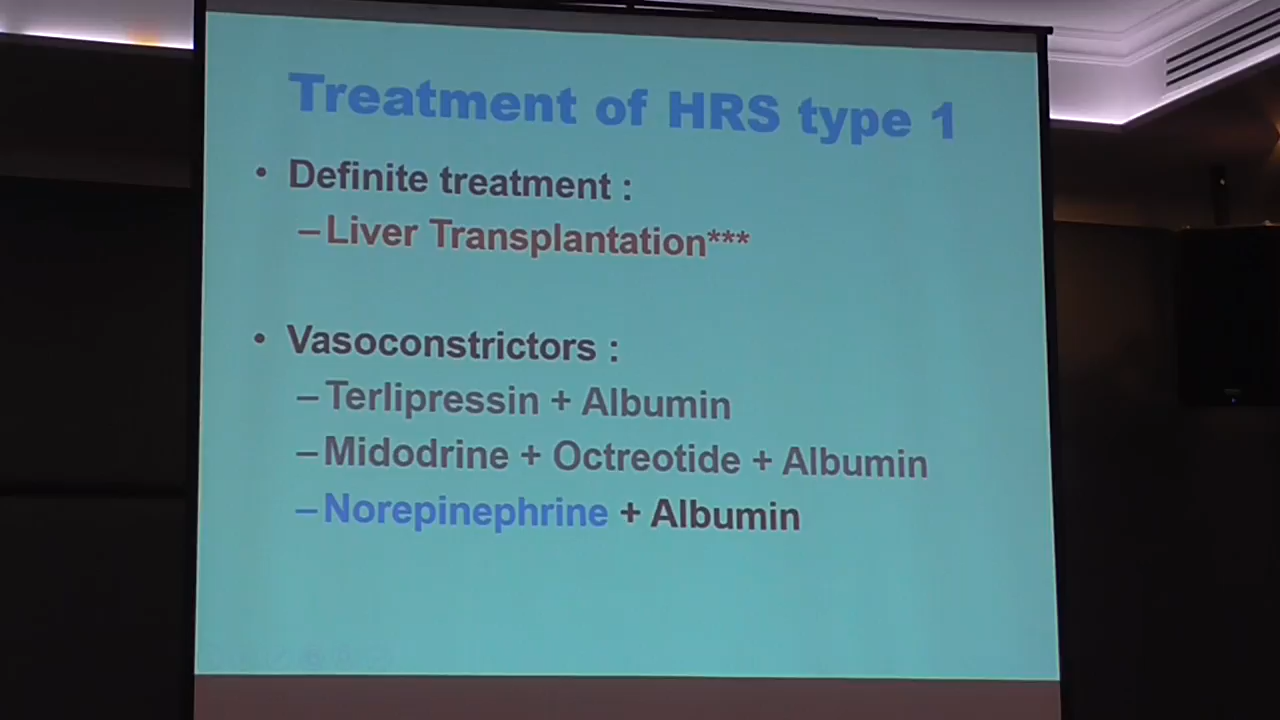 Treatment of HRS type 1
• Definite treatment :
–Liver Transplantation***
• Vasoconstrictors :
–Terlipressin + Albumin
–Midodrine + Octreotide + Albumin
–Norepinephrine + Albumin